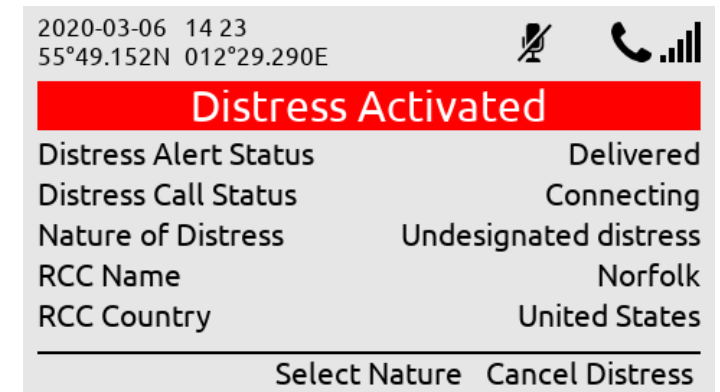 2020-03-06 14 23
55°49.152N 012°29.290E
Distress Activated
Distress Alert Status Delivered
Distress Call Status Connecting
Nature of Distress Undesignated distress
RCC Name Norfolk
RCC Country United States
Select Nature Cancel Distress